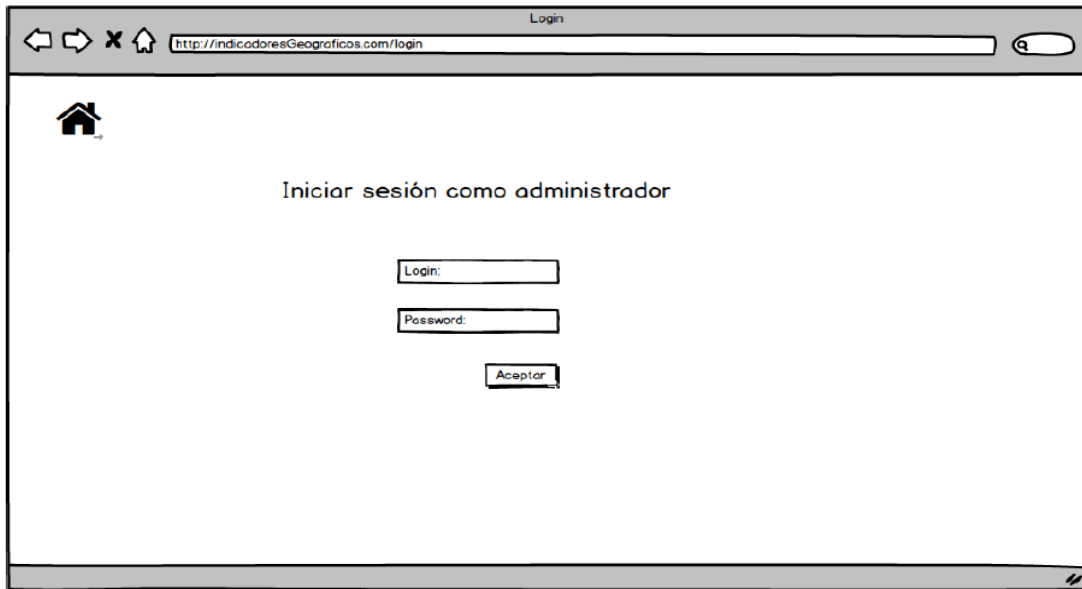 Login
http://indicadoresGeograficos.com/login
Iniciar sesión como administrador
Login:
Password:
Aceptar